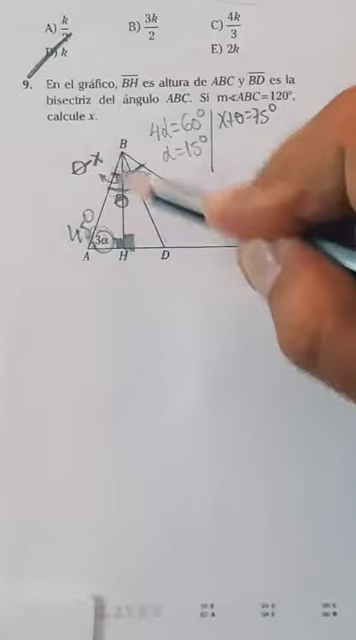 A) k
B) 3k/2
C) 4k/3
D) k
E) 2k
9. En el gráfico, BH es altura de ABC y BD es la
bisectriz del ángulo ABC. Si m∢ABC=120°,
calcule x.
4α=60°
α=15°
x+θ=75°
B
θ-x
θ
45°
3α
A
H
D